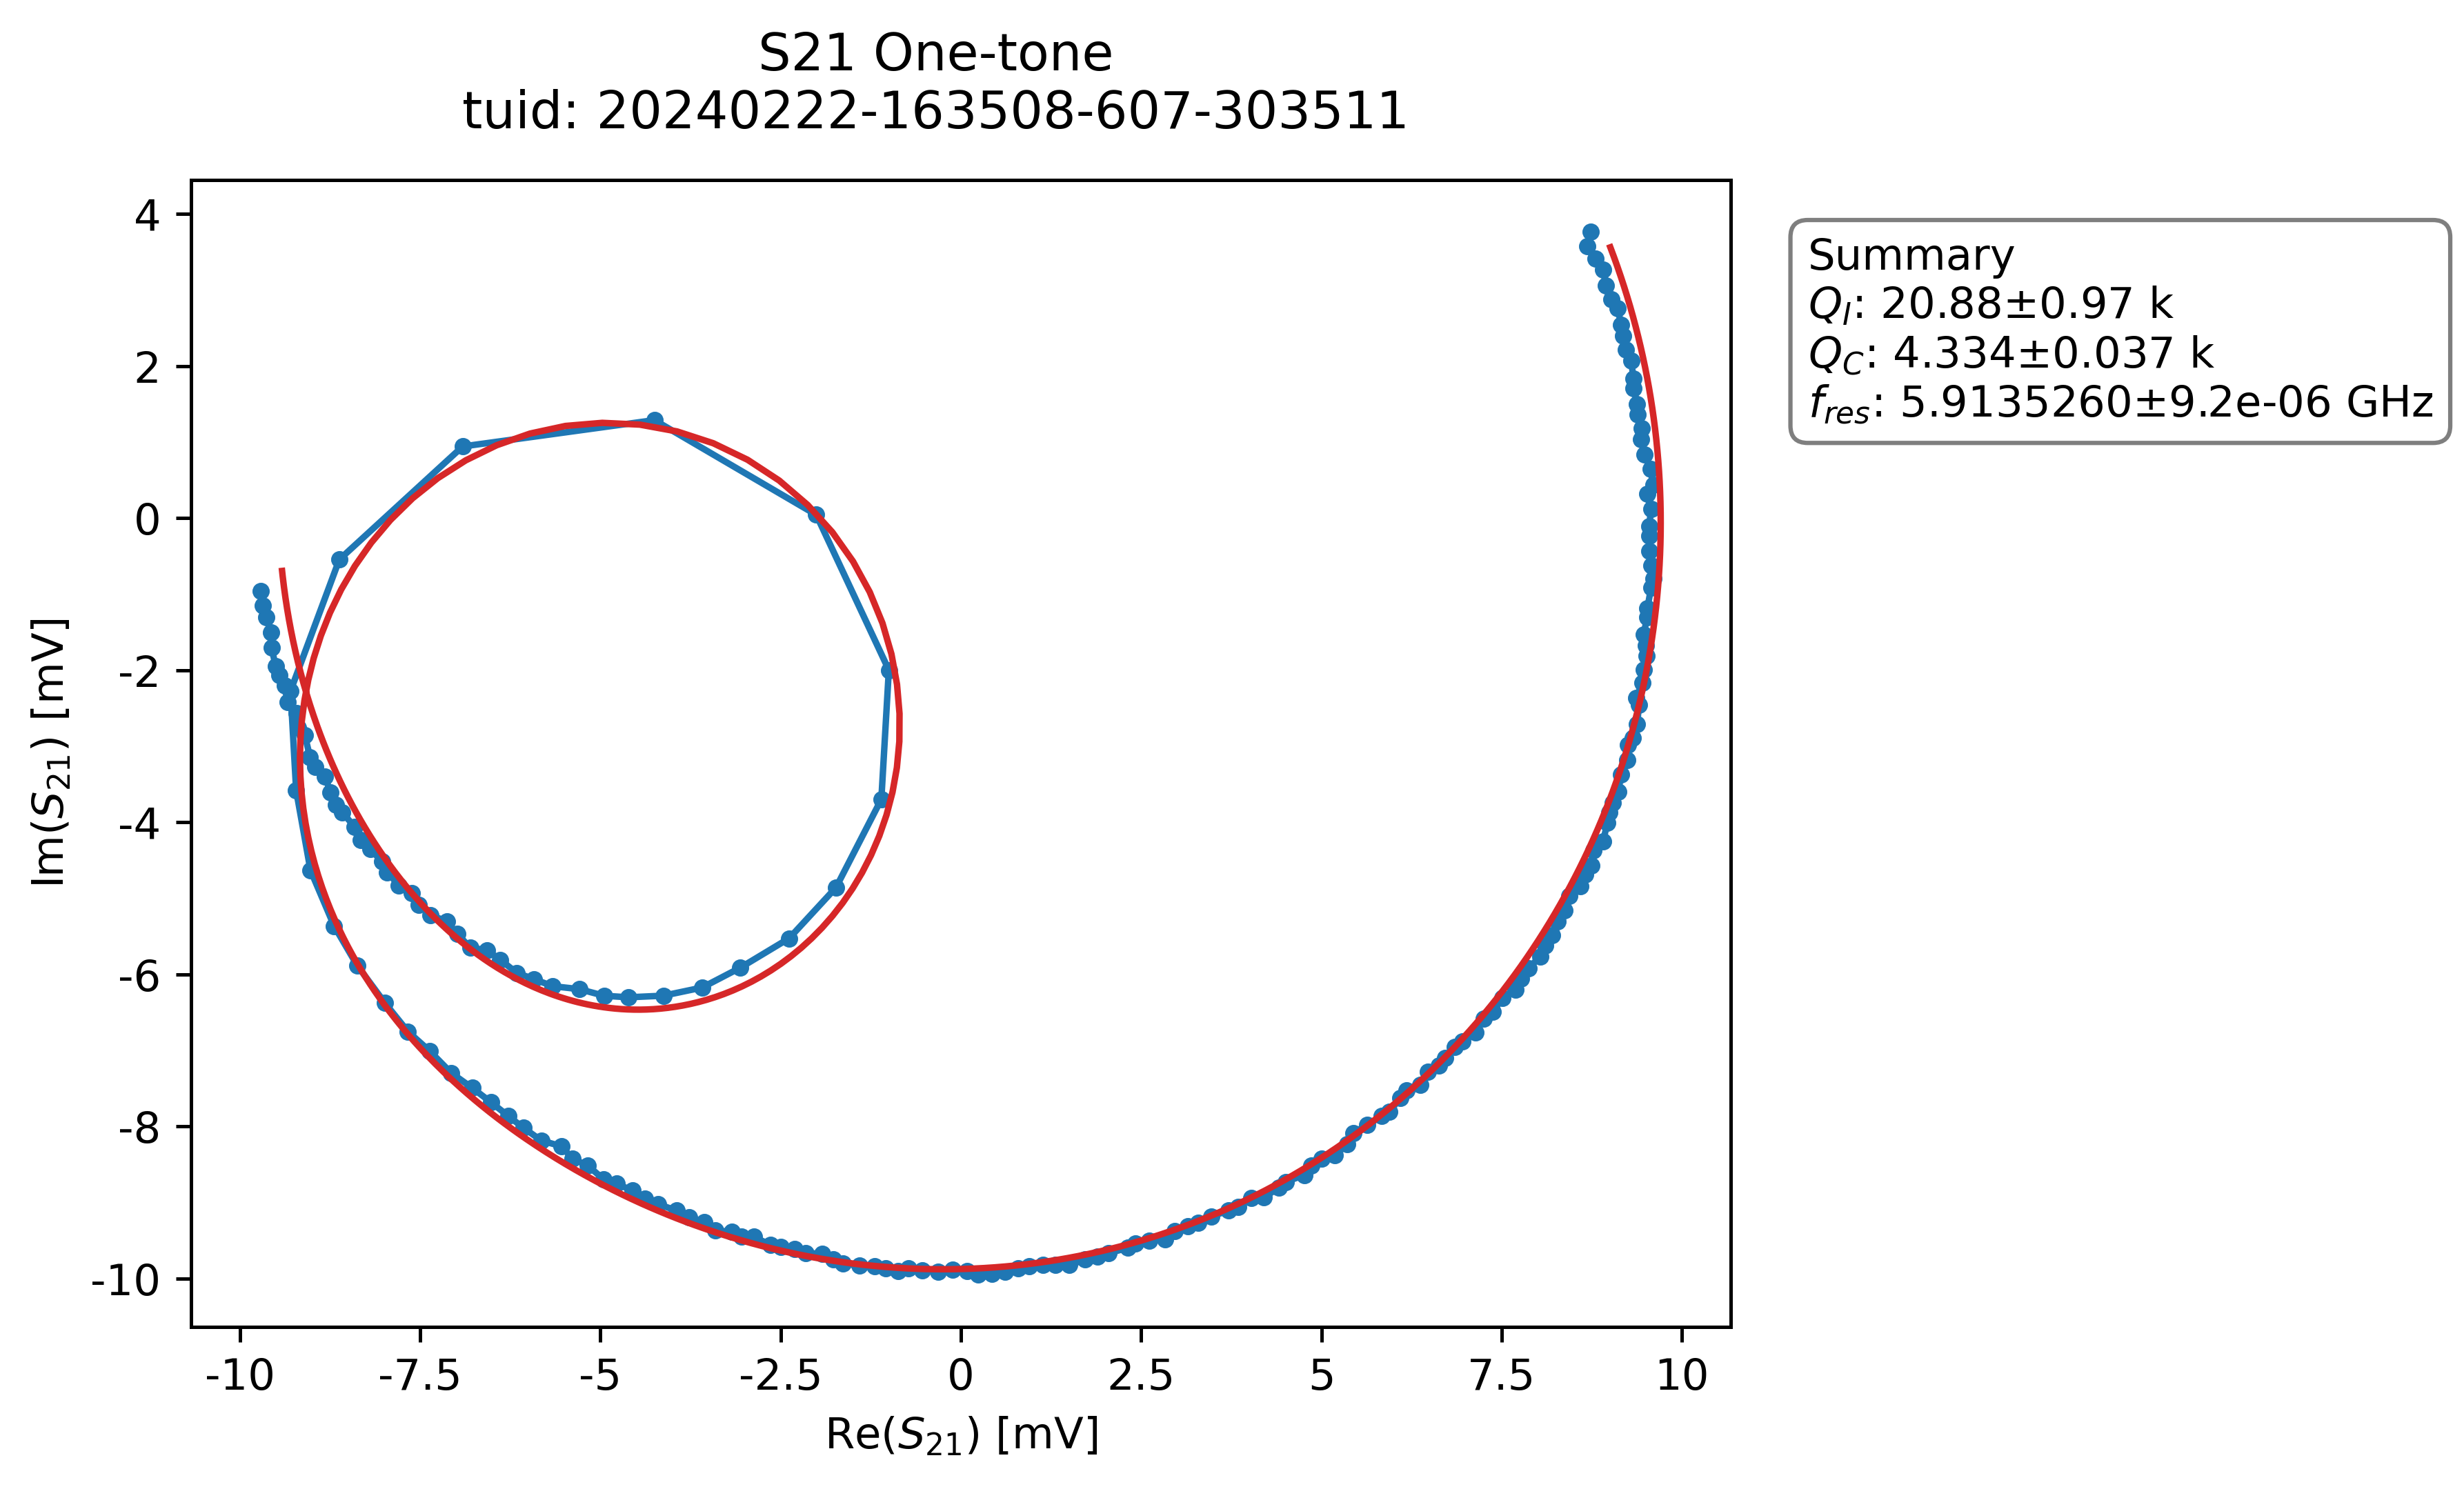 S21 One-tone
tuid: 20240222-163508-607-303511
4
2
0
-2
-4
-6
-8
-10
Im(S21) [mV]
-10 -7.5 -5 -2.5 0 2.5 5 7.5 10
Re(S21) [mV]
Summary
QI: 20.88±0.97 k
QC: 4.334±0.037 k
fres: 5.9135260±9.2e-06 GHz